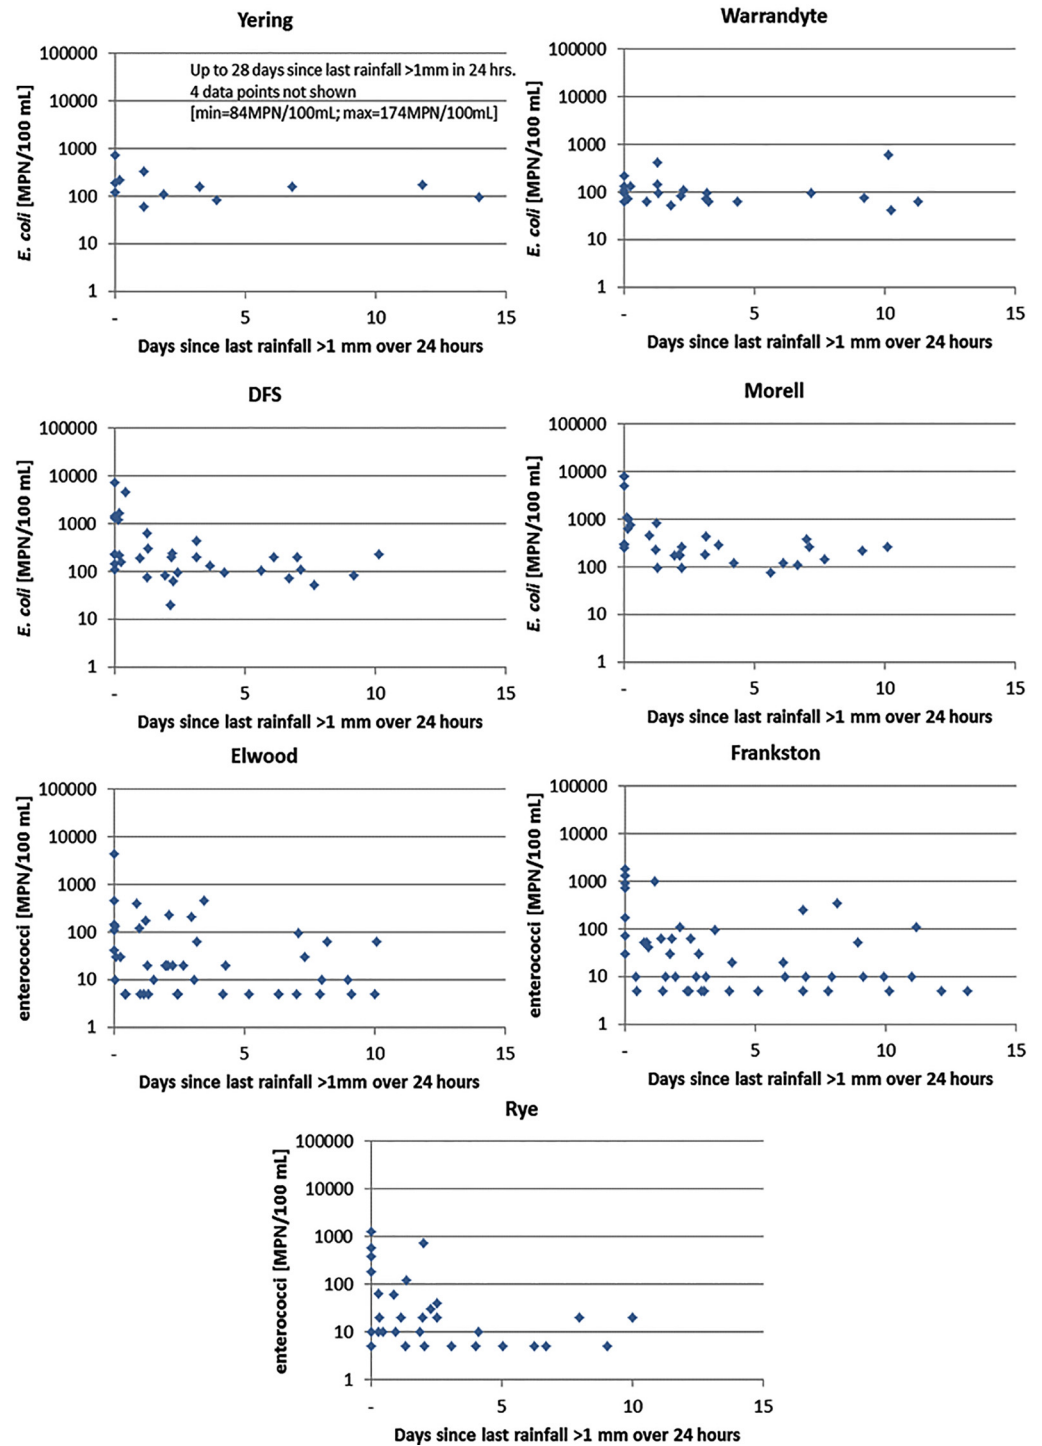 Yering
100000
10000
1000
100
10
1
E. coli [MPN/100 mL]
Up to 28 days since last rainfall >1mm in 24 hrs.
4 data points not shown
[min=84MPN/100mL; max=174MPN/100mL]
- 5 10 15
Days since last rainfall >1 mm over 24 hours
Warrandyte
100000
10000
1000
100
10
1
E. coli [MPN/100 mL]
- 5 10 15
Days since last rainfall >1 mm over 24 hours
DFS
100000
10000
1000
100
10
1
E. coli [MPN/100 mL]
- 5 10 15
Days since last rainfall >1 mm over 24 hours
Morell
100000
10000
1000
100
10
1
E. coli [MPN/100 mL]
- 5 10 15
Days since last rainfall >1 mm over 24 hours
Elwood
100000
10000
1000
100
10
1
enterococci [MPN/100 mL]
- 5 10 15
Days since last rainfall >1mm over 24 hours
Frankston
100000
10000
1000
100
10
1
enterococci [MPN/100 mL]
- 5 10 15
Days since last rainfall >1 mm over 24 hours
Rye
100000
10000
1000
100
10
1
enterococci [MPN/100 mL]
- 5 10 15
Days since last rainfall >1 mm over 24 hours